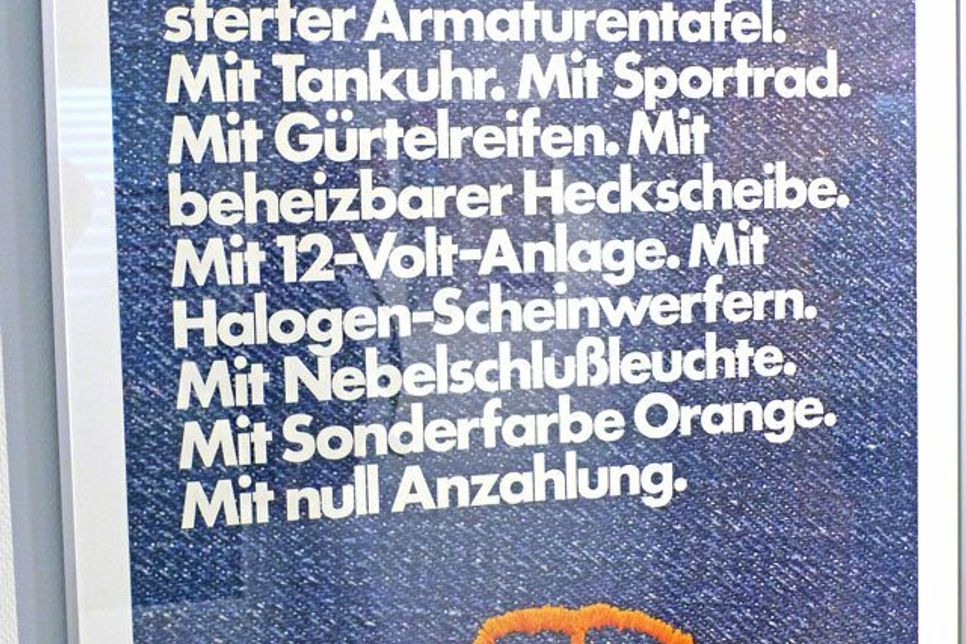 sterter Armaturentafel.
Mit Tankuhr. Mit Sportrad.
Mit Gürtelreifen. Mit
beheizbarer Heckscheibe.
Mit 12-Volt-Anlage. Mit
Halogen-Scheinwerfern.
Mit Nebelschlußleuchte.
Mit Sonderfarbe Orange.
Mit null Anzahlung.